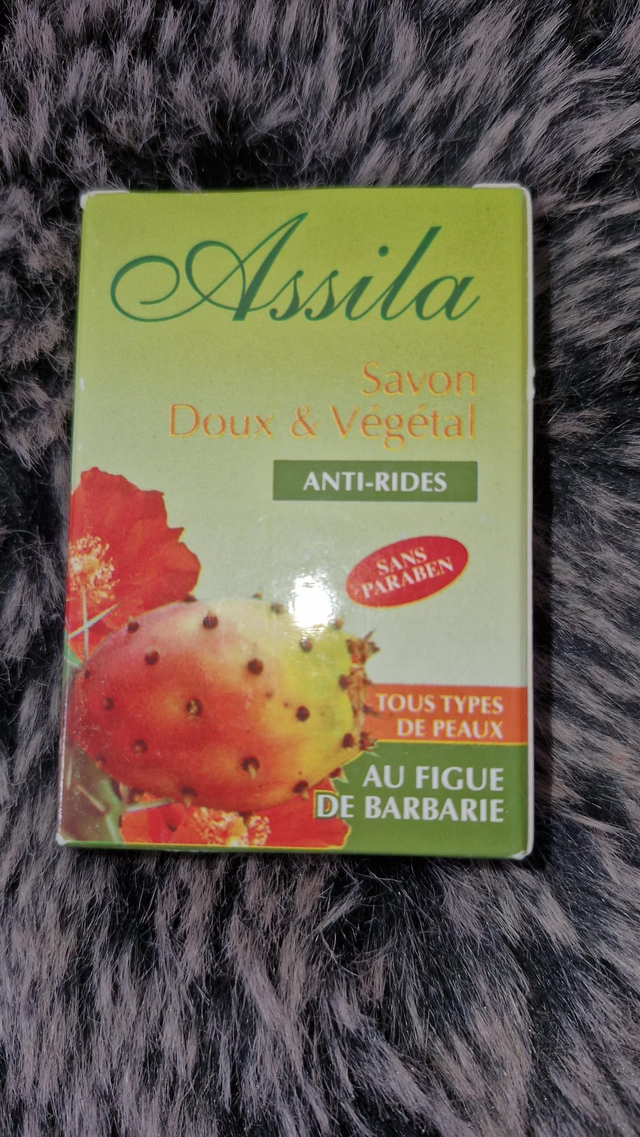 Assila
Savon
Doux & Végétal
ANTI-RIDES
SANS
PARABEN
TOUS TYPES
DE PEAUX
AU FIGUE
DE BARBARIE